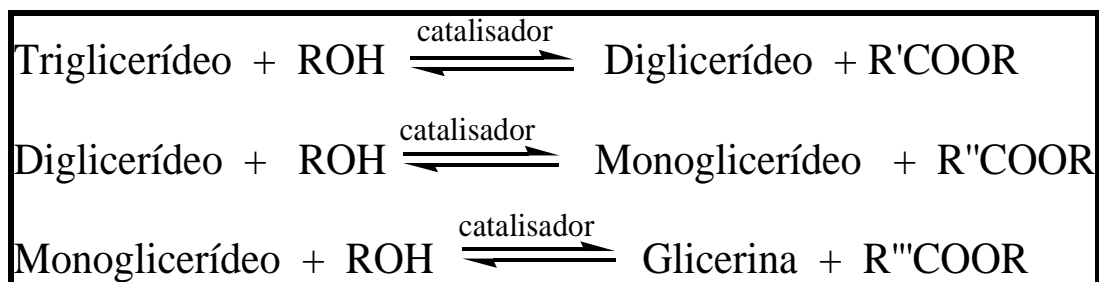 catalisador
Triglicerídeo + ROH ⇌ Diglicerídeo + R'COOR
catalisador
Diglicerídeo + ROH ⇌ Monoglicerídeo + R''COOR
catalisador
Monoglicerídeo + ROH ⇌ Glicerina + R'''COOR